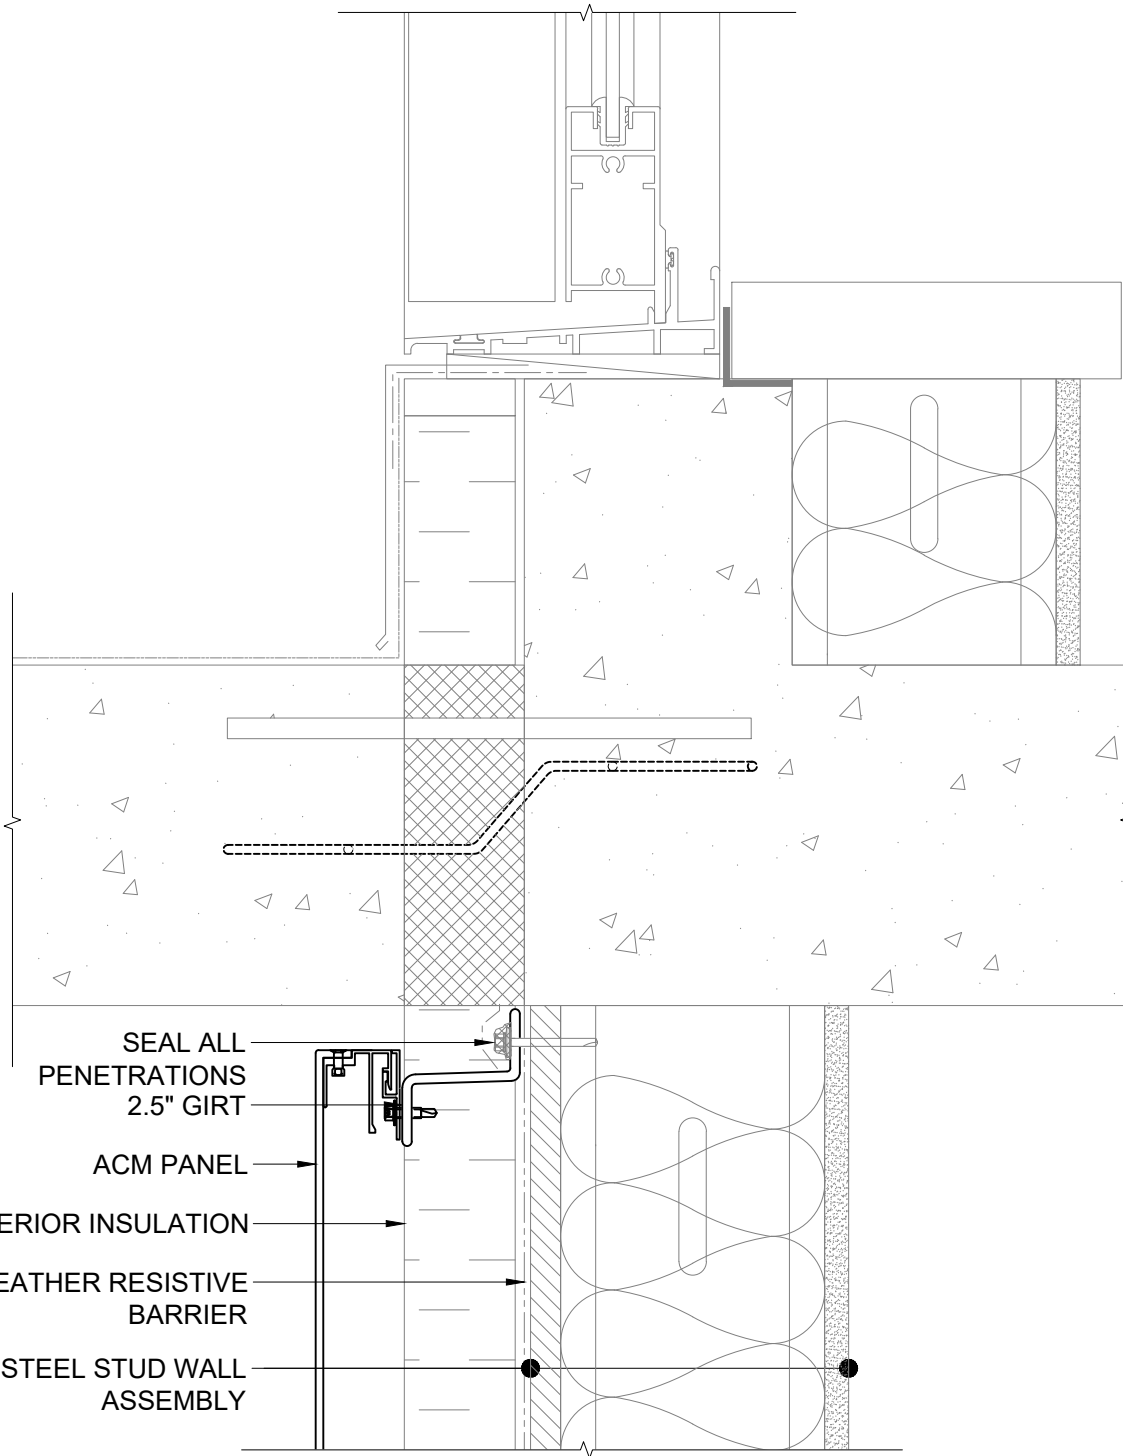 SEAL ALL
PENETRATIONS
2.5" GIRT
ACM PANEL
ERIOR INSULATION
EATHER RESISTIVE
BARRIER
STEEL STUD WALL
ASSEMBLY